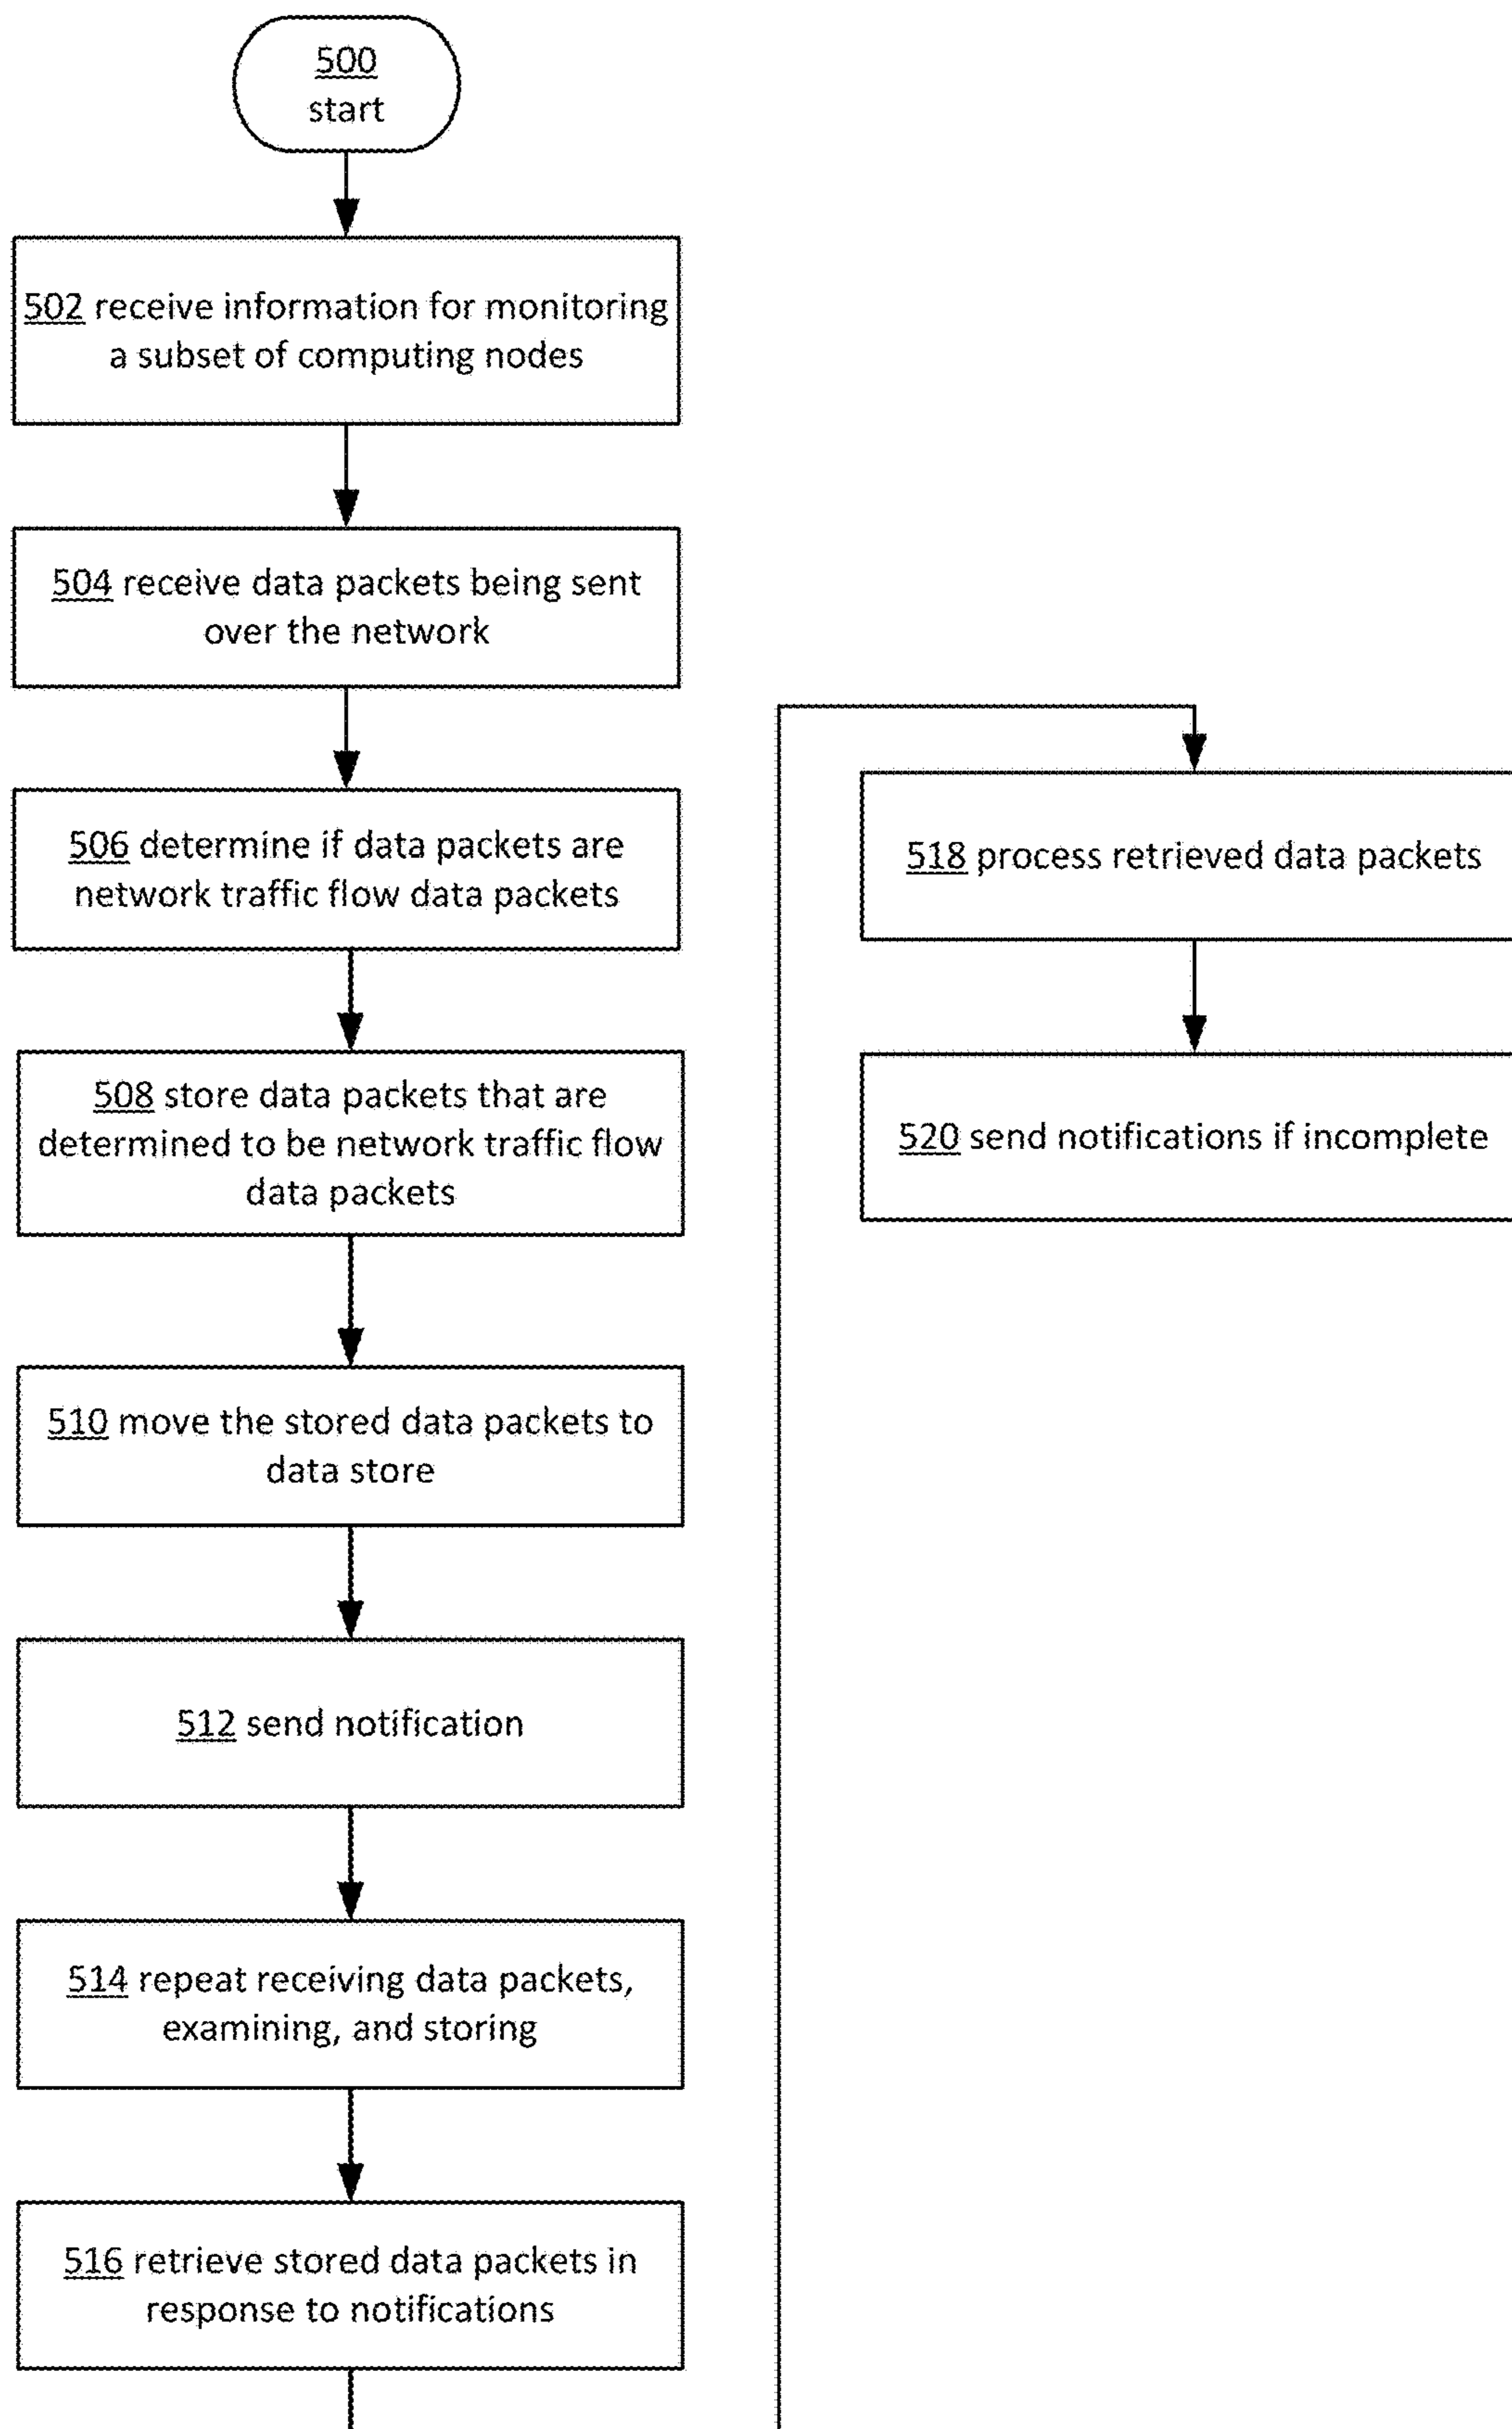 500
start
502 receive information for monitoring
a subset of computing nodes
504 receive data packets being sent
over the network
506 determine if data packets are
network traffic flow data packets
508 store data packets that are
determined to be network traffic flow
data packets
510 move the stored data packets to
data store
512 send notification
514 repeat receiving data packets,
examining, and storing
516 retrieve stored data packets in
response to notifications
518 process retrieved data packets
520 send notifications if incomplete